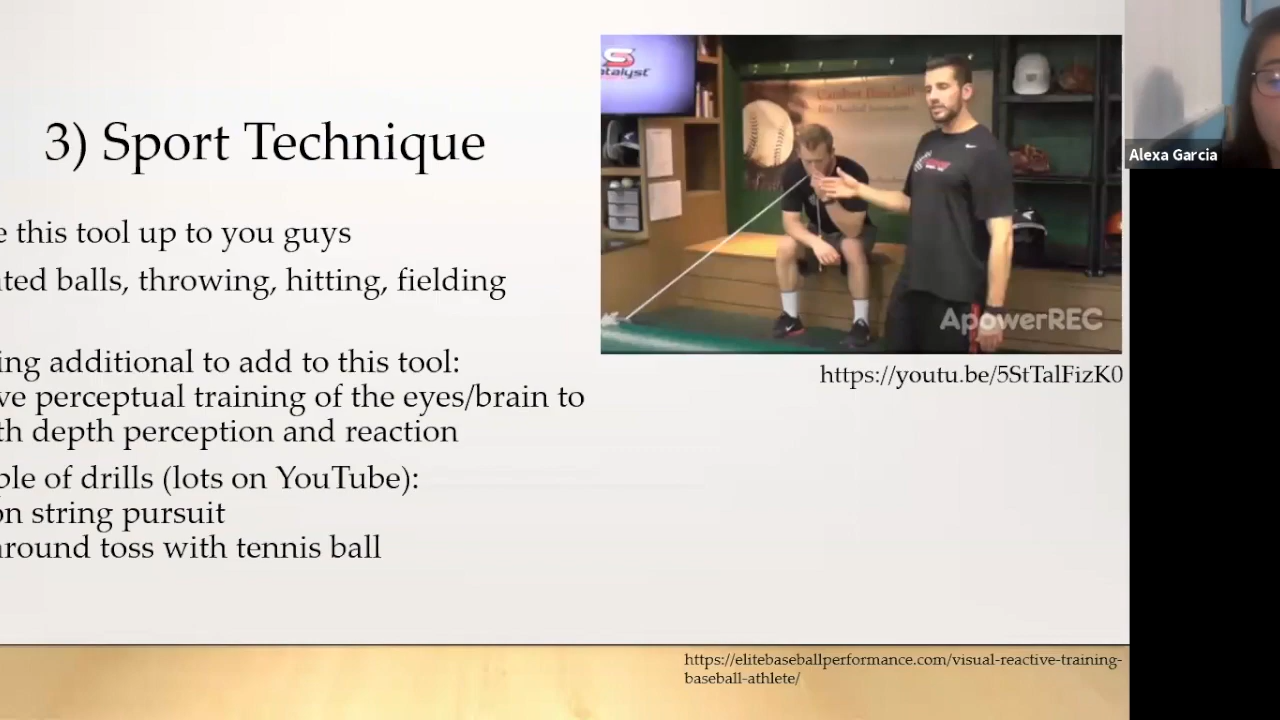 3) Sport Technique
e this tool up to you guys
ted balls, throwing, hitting, fielding
ing additional to add to this tool:
ve perceptual training of the eyes/brain to
th depth perception and reaction
ple of drills (lots on YouTube):
on string pursuit
around toss with tennis ball
S
atalyst
ApowerREC
https://youtu.be/5StTalFizK0
Alexa Garcia
https://elitebaseballperformance.com/visual-reactive-training-
baseball-athlete/